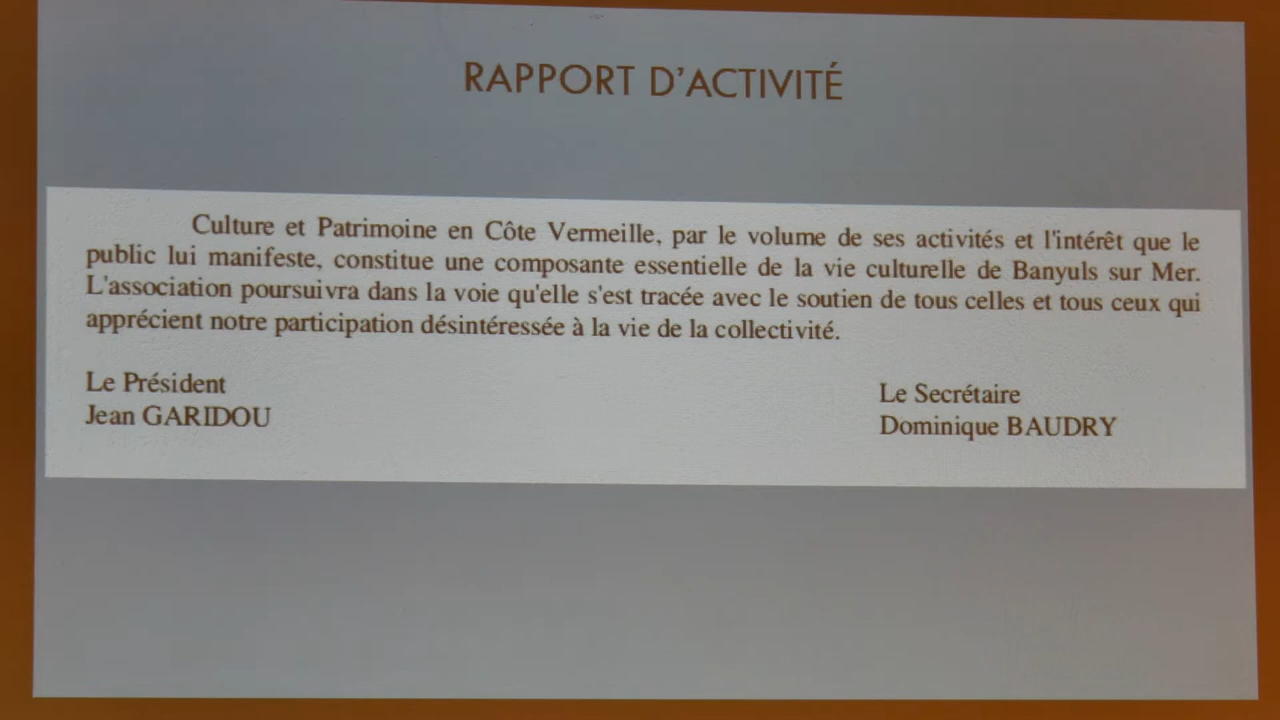 RAPPORT D'ACTIVITÉ
Culture et Patrimoine en Côte Vermeille, par le volume de ses activités et l'intérêt que le
public lui manifeste, constitue une composante essentielle de la vie culturelle de Banyuls sur Mer.
L'association poursuivra dans la voie qu'elle s'est tracée avec le soutien de tous celles et tous ceux qui
apprécient notre participation désintéressée à la vie de la collectivité.
Le Président
Jean GARIDOU
Le Secrétaire
Dominique BAUDRY